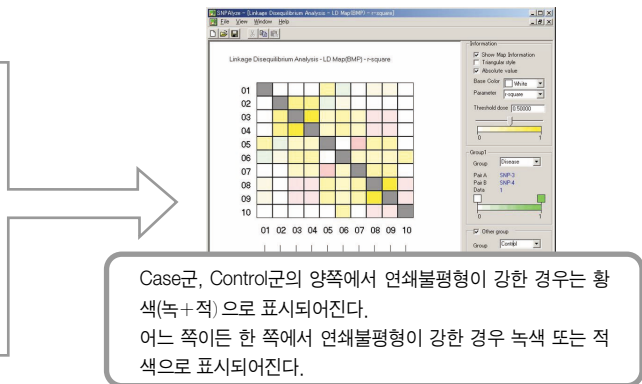 SNPAlyze - [Linkage Disequilibrium Analysis - LD Map(BMP) - r-square]
File View Window Help
Linkage Disequilibrium Analysis - LD Map(BMP) - r-square
01
02
03
04
05
06
07
08
09
10
01 02 03 04 05 06 07 08 09 10
Information
Show Map Information
Triangular style
Absolute value
Base Color White
Parameter r-square
Threshold dose 0.50000
0 1
Group1
Group Disease
Pair A SNP-3
Pair B SNP-4
Data 1
0 1
Other group
Group Control
Case군, Control군의 양쪽에서 연쇄불평형이 강한 경우는 황
색(녹+적)으로 표시되어진다.
어느 쪽이든 한 쪽에서 연쇄불평형이 강한 경우 녹색 또는 적
색으로 표시되어진다.